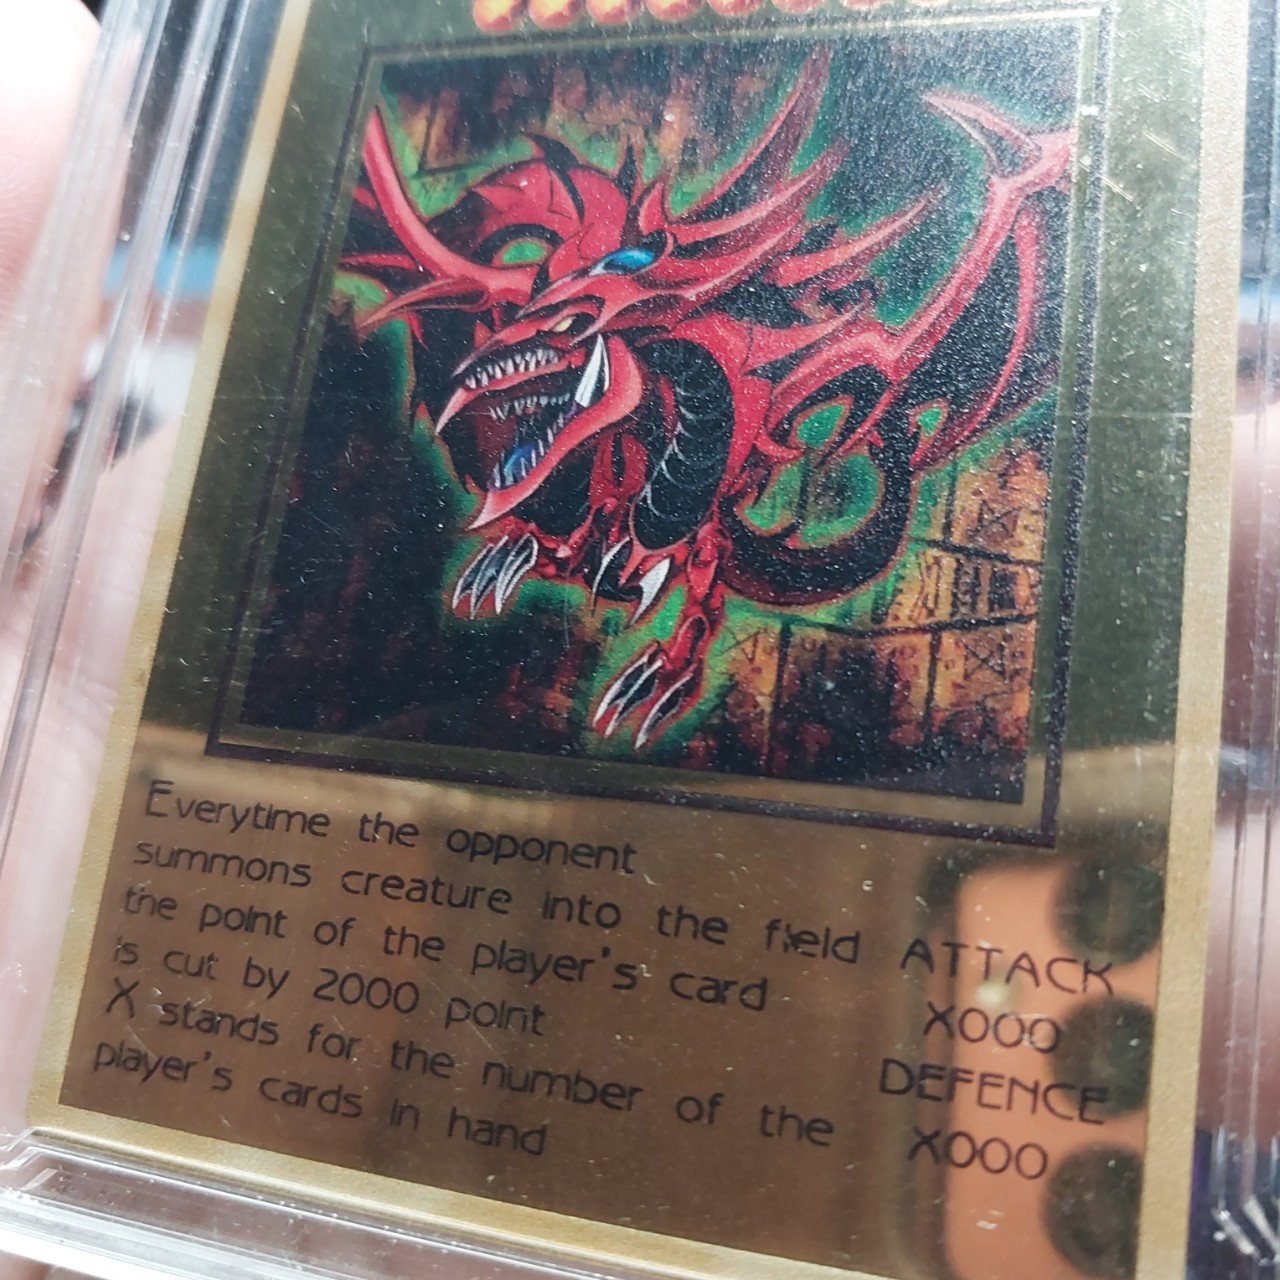 Everytime the opponent
summons creature into the field
the point of the player's card
is cut by 2000 point
X stands for the number of the
player's cards in hand
ATTACK
X000
DEFENCE
X000